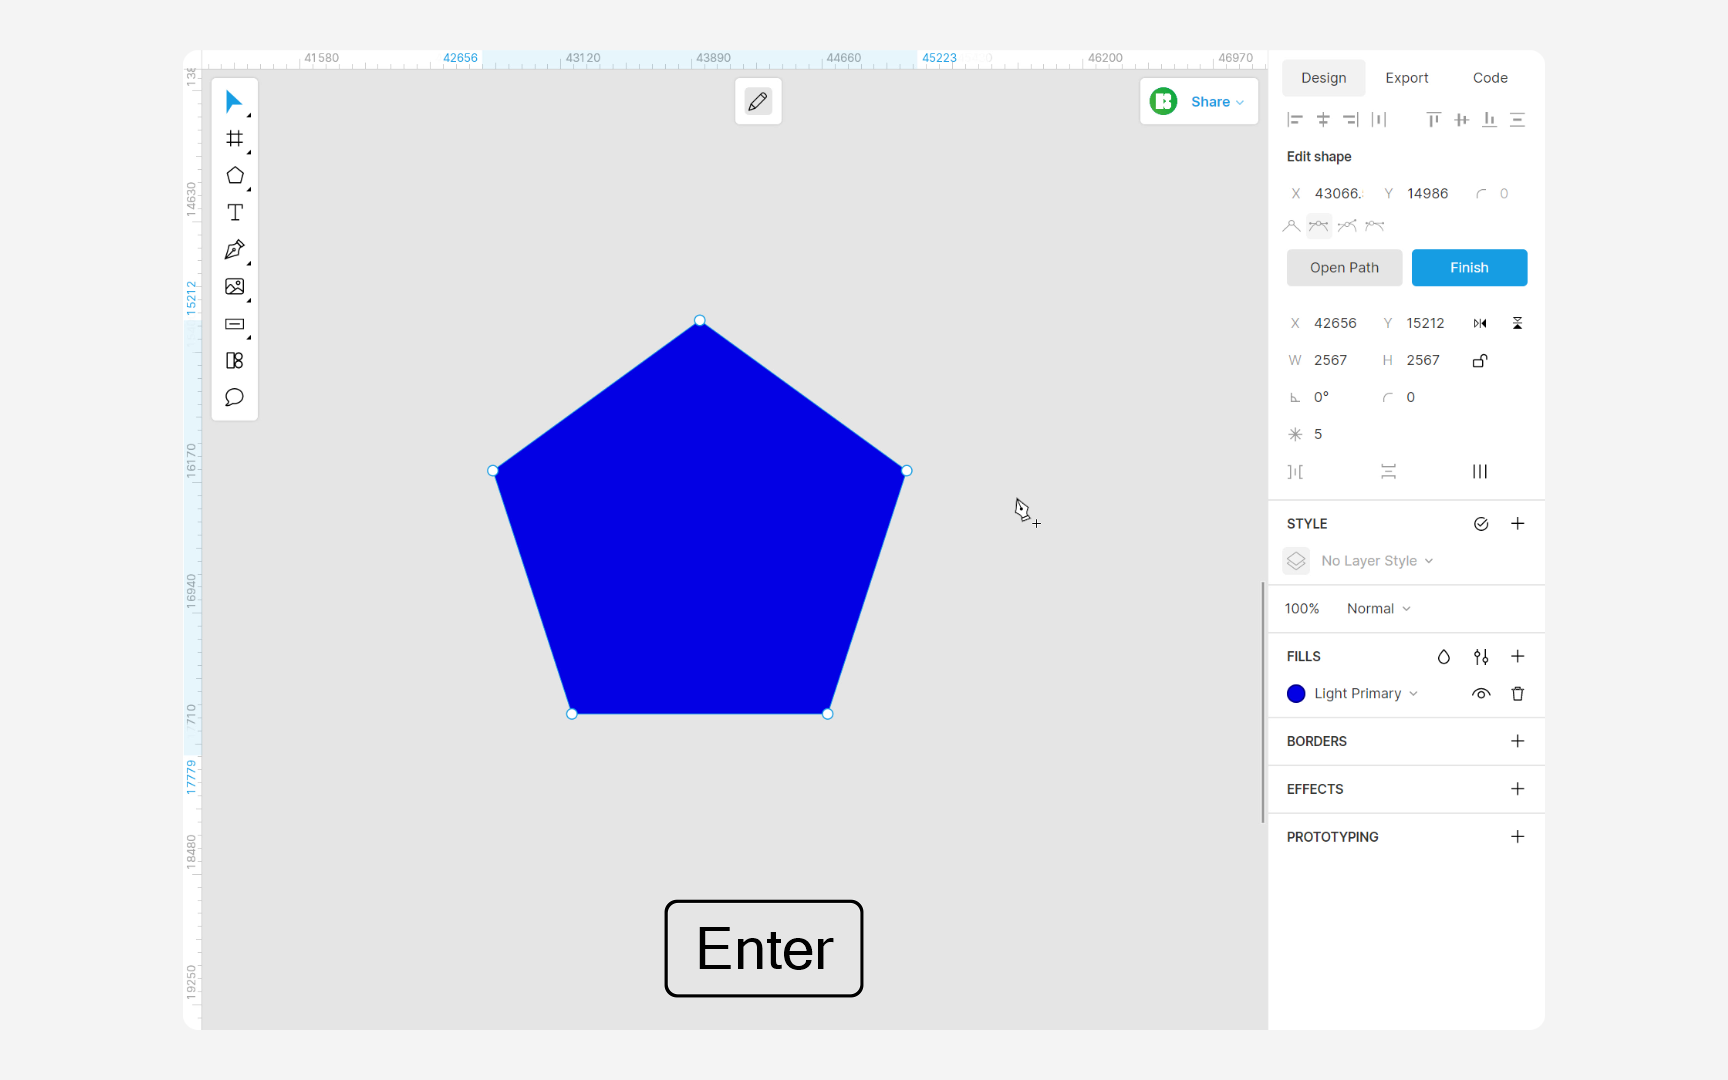 41580
42656
43120
43890
44660
45223
46200
46970
14630
15212
16170
16940
17779
18480
19250
Share
Design
Export
Code
Edit shape
X 43066. Y 14986 0
Open Path
Finish
X 42656 Y 15212
W 2567 H 2567
0° 0
5
STYLE
No Layer Style
100% Normal
FILLS
Light Primary
BORDERS
EFFECTS
PROTOTYPING
Enter